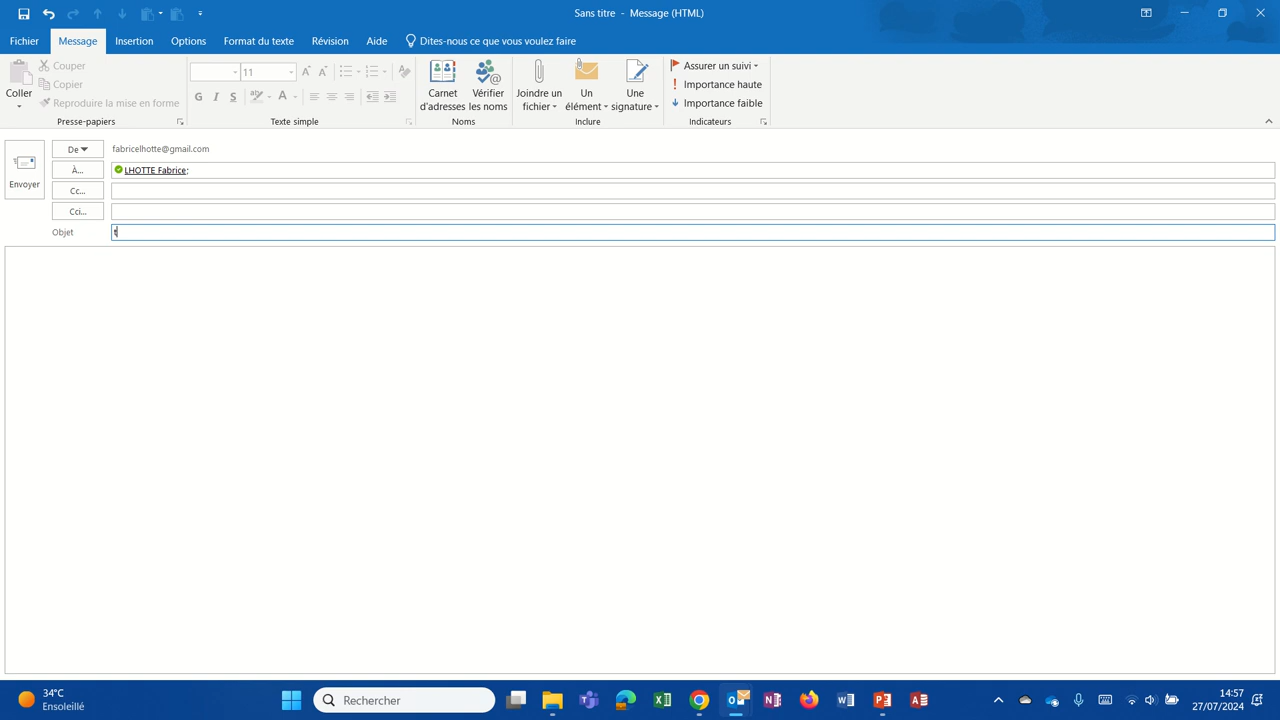 Sans titre - Message (HTML)
Fichier Message Insertion Options Format du texte Révision Aide Dites-nous ce que vous voulez faire
Coller
Couper
Copier
Reproduire la mise en forme
Presse-papiers
11
G I S A
Texte simple
Carnet d'adresses
Vérifier les noms
Noms
Joindre un fichier
Un élément
Une signature
Inclure
Assurer un suivi
Importance haute
Importance faible
Indicateurs
Envoyer
De fabricelhotte@gmail.com
À... LHOTTE Fabrice;
Cc...
Cci...
Objet t
34°C
Ensoleillé
Rechercher
14:57
27/07/2024